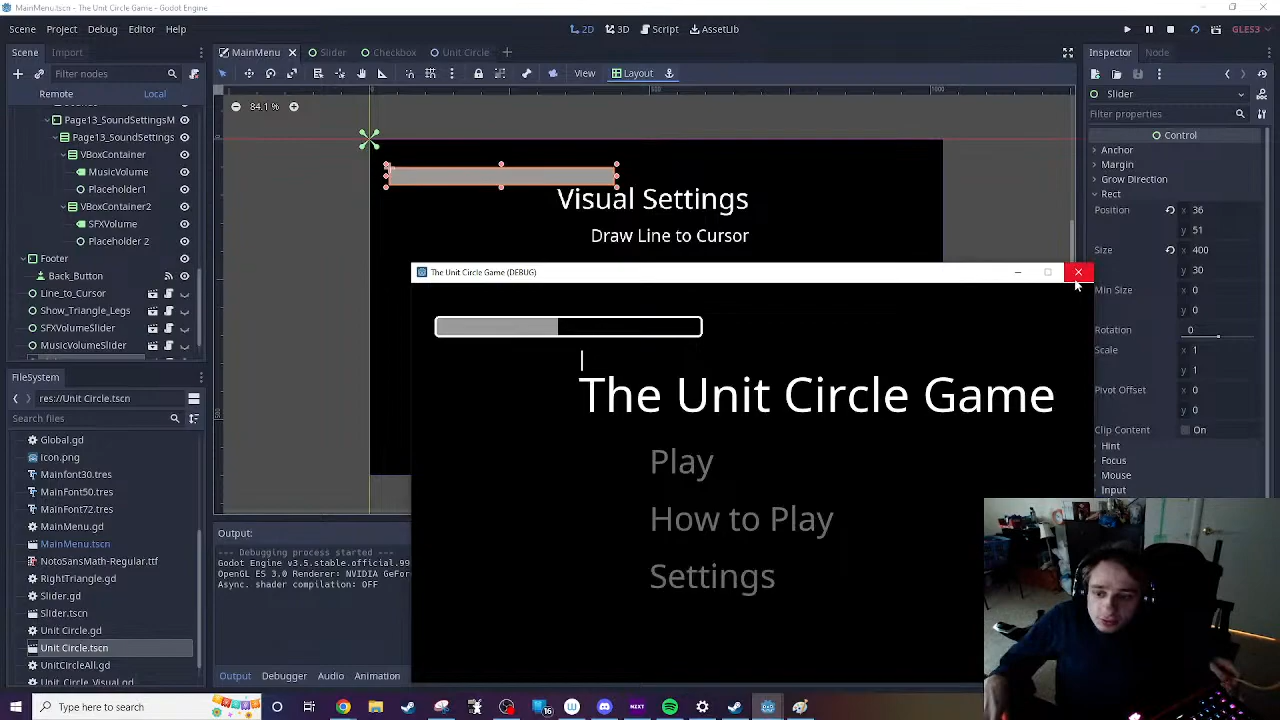 MainMenu.tscn - The Unit Circle Game - Godot Engine
Scene Project Debug Editor Help
2D 3D Script AssetLib
GLES3
Scene Import
MainMenu Slider Checkbox Unit Circle
Inspector Node
Filter nodes
View Layout
Remote Local
84.1 %
0 500 1000
Slider
Filter properties
Page13_SoundSettingsM
Page13_SoundSettings
VBoxContainer
MusicVolume
Placeholder1
VBoxContainer2
SFXVolume
Placeholder 2
Footer
Back_Button
Line_to_Cursor
Show_Triangle_Legs
SFXVolumeSlider
MusicVolumeSlider
Visual Settings
Draw Line to Cursor
Control
Anchor
Margin
Grow Direction
Rect
Position x 36
y 51
Size x 400
y 30
Min Size x 0
y 0
Rotation 0
Scale x 1
y 1
Pivot Offset x 0
y 0
Clip Content On
Hint
Focus
Mouse
Input
The Unit Circle Game (DEBUG)
The Unit Circle Game
Play
How to Play
Settings
FileSystem
res://Unit Circle.tscn
Search files
Global.gd
icon.png
Mainfont30.tres
MainFont50.tres
MainFont72.tres
MainMenu.gd
MainMenu.tscn
NotoSansMath-Regular.ttf
RightTriangle.gd
Slider.gd
Slider.tscn
Unit Circle.gd
Unit Circle.tscn
UnitCircleAll.gd
Unit_Circle_Visual.gd
Output:
--- Debugging process started ---
Godot Engine v3.5.stable.official.99
OpenGL ES 3.0 Renderer: NVIDIA GeFor
Async. shader compilation: OFF
Output Debugger Audio Animation
Type here to search
16
NZXT